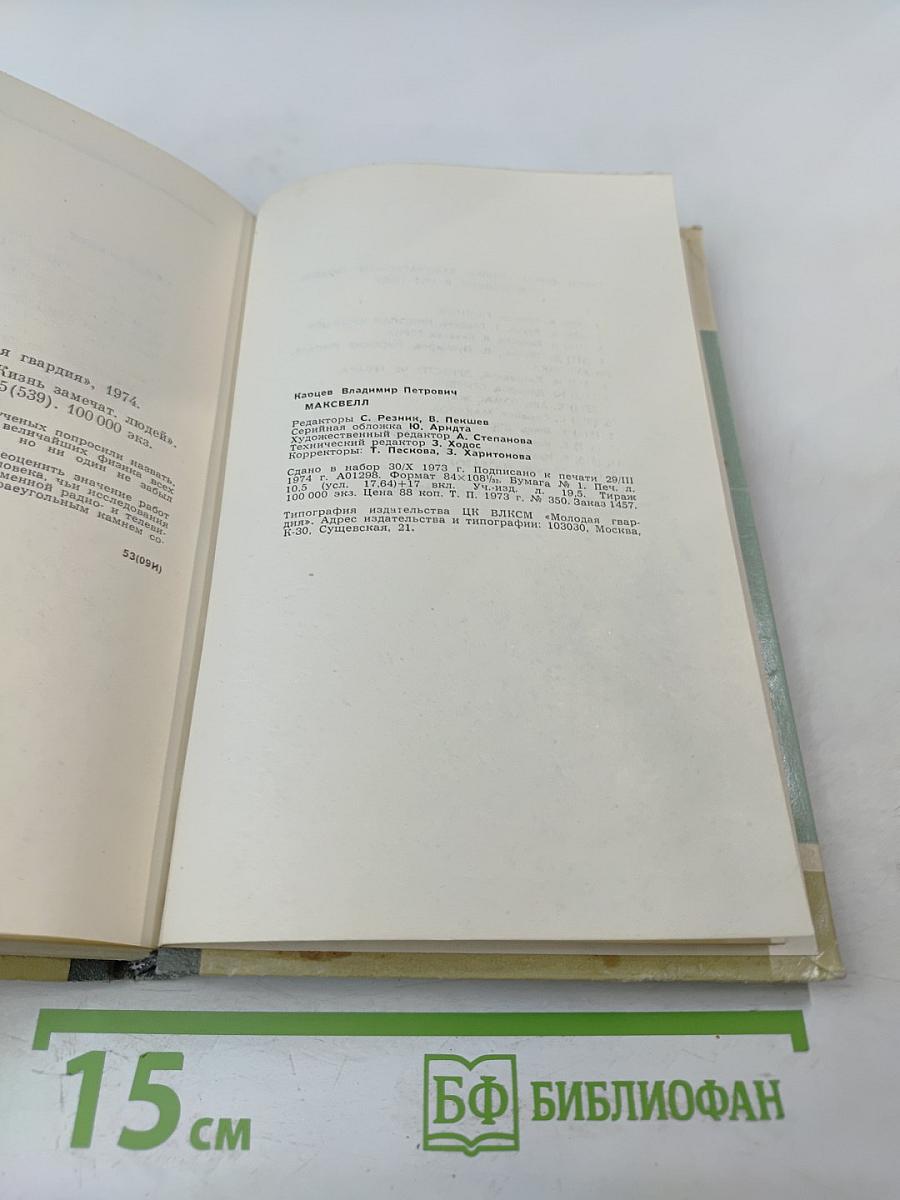 я гвардия», 1974.
Жизнь замечат. людей».
5(539). 100 000 экз.
ученых попросили назвать
величайших физика всех
но ни один не забыл
еоценить значение работ
ловека, чьи исследования
менной радио- и телеви-
раеугольным камнем со-
53(09И)
Карцев Владимир Петрович
МАКСВЕЛЛ
Редакторы С. Резник, В. Пекшев
Серийная обложка Ю. Арндта
Художественный редактор А. Степанова
Технический редактор З. Ходос
Корректоры: Т. Пескова, З. Харитонова
Сдано в набор 30/X 1973 г. Подписано к печати 29/III
1974 г. А01298. Формат 84×108¹/₃₂. Бумага № 1. Печ. л.
10,5 (усл. 17,64)+17 вкл. Уч.-изд. л. 19,5. Тираж
100 000 экз. Цена 88 коп. Т. П. 1973 г. № 350. Заказ 1457.
Типография издательства ЦК ВЛКСМ «Молодая гвар-
дия». Адрес издательства и типографии: 103030, Москва,
К-30, Сущевская, 21.
15 см
БФ БИБЛИОФАН